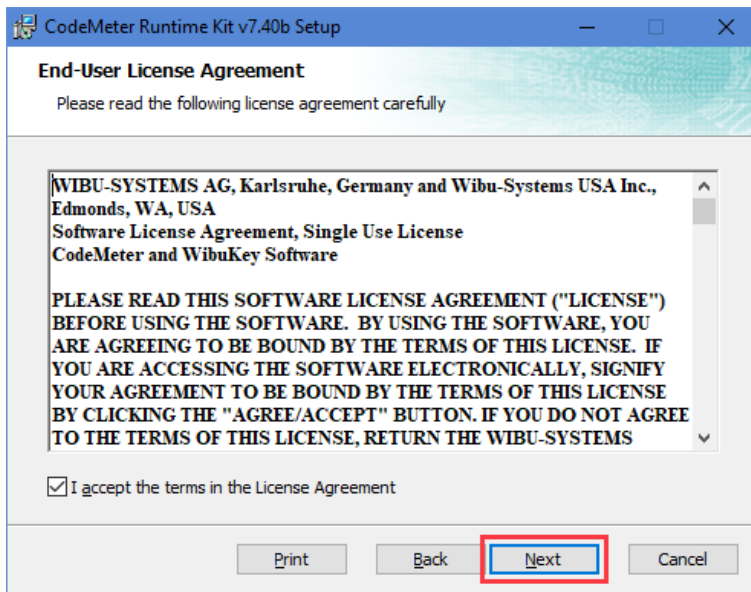 CodeMeter Runtime Kit v7.40b Setup
End-User License Agreement
Please read the following license agreement carefully
WIBU-SYSTEMS AG, Karlsruhe, Germany and Wibu-Systems USA Inc.,
Edmonds, WA, USA
Software License Agreement, Single Use License
CodeMeter and WibuKey Software
PLEASE READ THIS SOFTWARE LICENSE AGREEMENT ("LICENSE")
BEFORE USING THE SOFTWARE.  BY USING THE SOFTWARE, YOU
ARE AGREEING TO BE BOUND BY THE TERMS OF THIS LICENSE.  IF
YOU ARE ACCESSING THE SOFTWARE ELECTRONICALLY, SIGNIFY
YOUR AGREEMENT TO BE BOUND BY THE TERMS OF THIS LICENSE
BY CLICKING THE "AGREE/ACCEPT" BUTTON. IF YOU DO NOT AGREE
TO THE TERMS OF THIS LICENSE, RETURN THE WIBU-SYSTEMS
I accept the terms in the License Agreement
Print Back Next Cancel